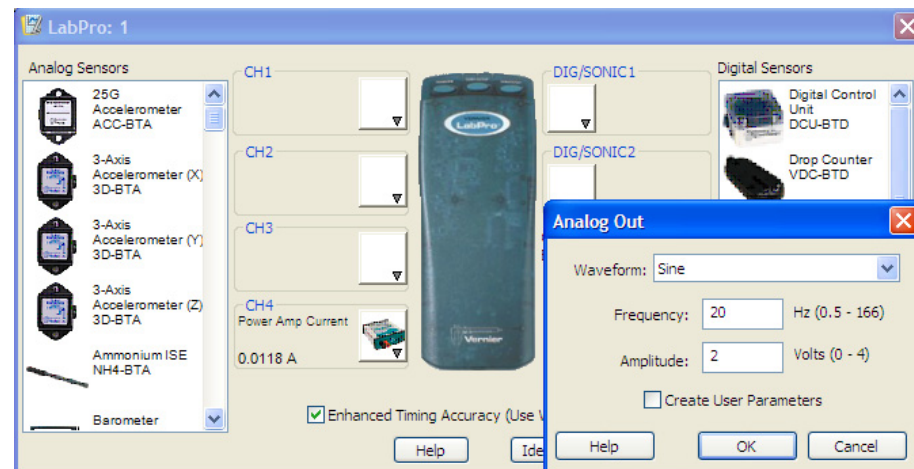 LabPro: 1
Analog Sensors
25G
Accelerometer
ACC-BTA
3-Axis
Accelerometer (X)
3D-BTA
3-Axis
Accelerometer (Y)
3D-BTA
3-Axis
Accelerometer (Z)
3D-BTA
Ammonium ISE
NH4-BTA
Barometer
CH1
CH2
CH3
CH4
Power Amp Current
0.0118 A
LabPro
Vernier
DIG/SONIC1
DIG/SONIC2
Digital Sensors
Digital Control
Unit
DCU-BTD
Drop Counter
VDC-BTD
Enhanced Timing Accuracy (Use
Help
Analog Out
Waveform: Sine
Frequency: 20 Hz (0.5 - 166)
Amplitude: 2 Volts (0 - 4)
Create User Parameters
Help OK Cancel